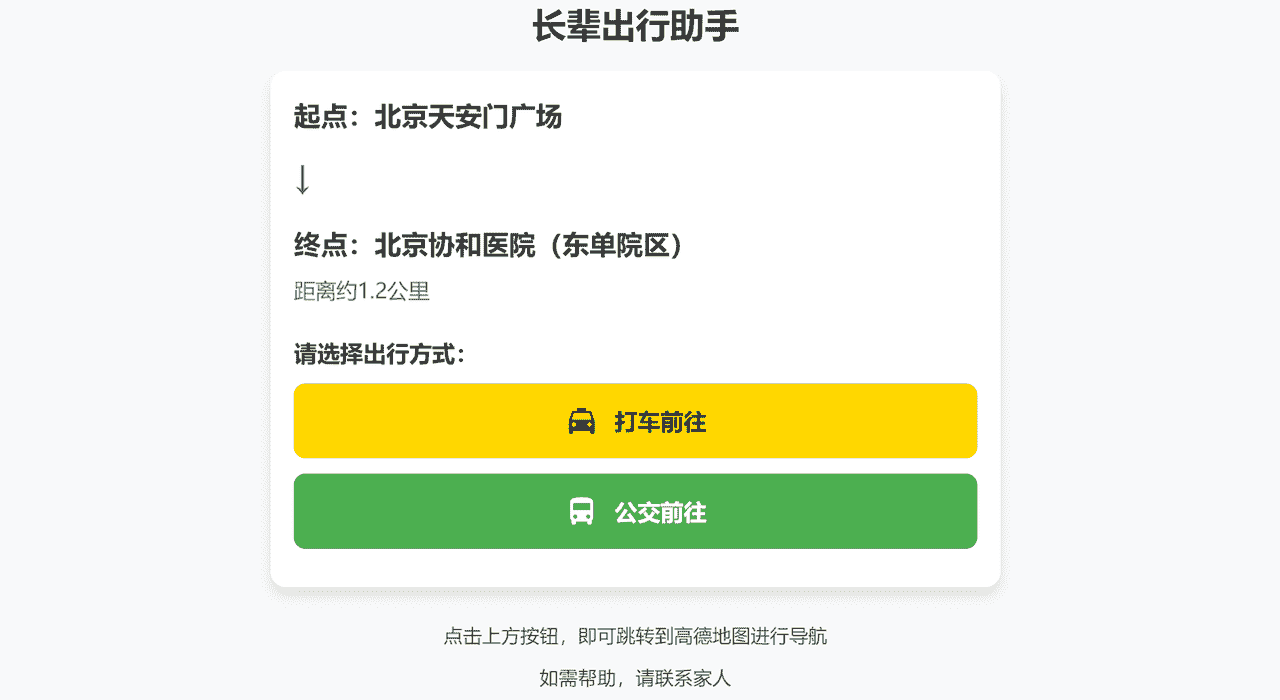 长辈出行助手
起点：北京天安门广场
↓
终点：北京协和医院（东单院区）
距离约1.2公里
请选择出行方式：
打车前往
公交前往
点击上方按钮，即可跳转到高德地图进行导航
如需帮助，请联系家人